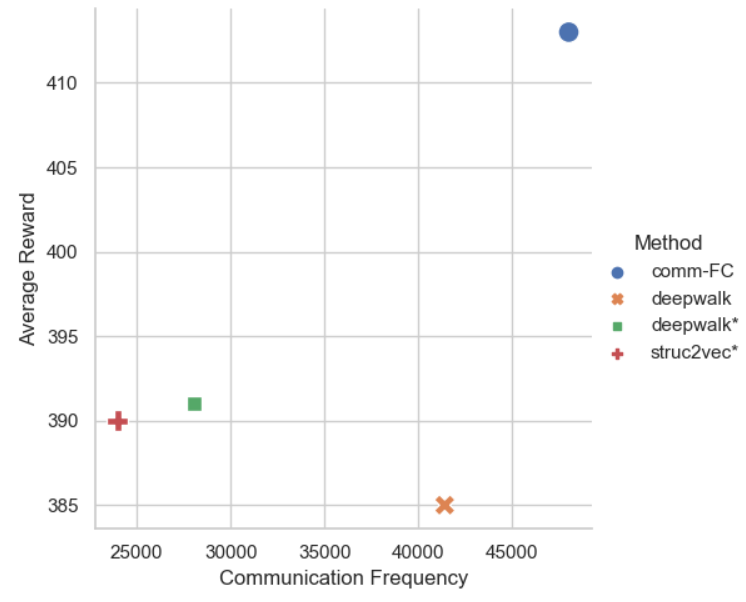 410
405
400
395
390
385
Average Reward
25000 30000 35000 40000 45000
Communication Frequency
Method
comm-FC
deepwalk
deepwalk*
struc2vec*